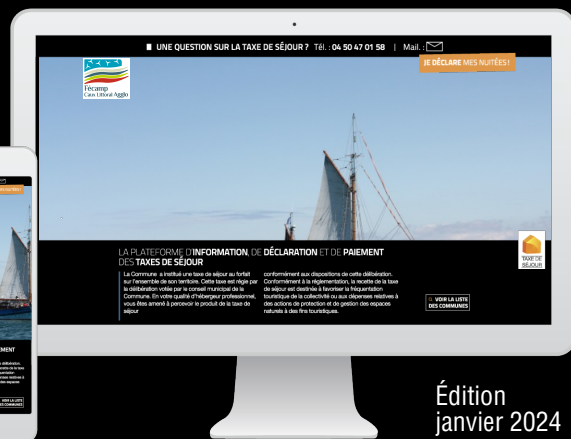 UNE QUESTION SUR LA TAXE DE SÉJOUR ? Tél. : 04 50 47 01 58 | Mail. :
JE DÉCLARE MES NUITÉES !
Fécamp
Caux Littoral Agglo
LA PLATEFORME D'INFORMATION, DE DÉCLARATION ET DE PAIEMENT
DES TAXES DE SÉJOUR
La Commune a institué une taxe de séjour au forfait
sur l'ensemble de son territoire. Cette taxe est régie par
la délibération votée par le conseil municipal de la
Commune. En votre qualité d'hébergeur professionnel,
vous êtes amené à percevoir le produit de la taxe de
séjour
conformément aux dispositions de cette délibération.
Conformément à la réglementation, la recette de la taxe
de séjour est destinée à favoriser la fréquentation
touristique de la collectivité ou aux dépenses relatives à
des actions de protection et de gestion des espaces
naturels à des fins touristiques.
TAXE DE
SÉJOUR
VOIR LA LISTE
DES COMMUNES
EMENT
VOIR LA LISTE
DES COMMUNES
Édition
janvier 2024